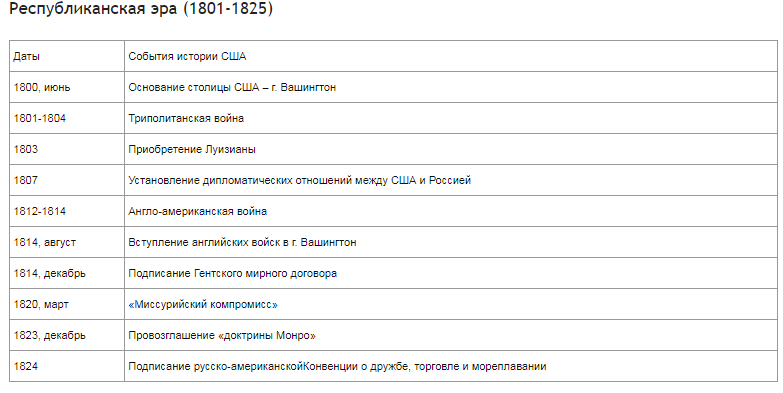 Республиканская эра (1801-1825)
Даты События истории США
1800, июнь Основание столицы США – г. Вашингтон
1801-1804 Триполитанская война
1803 Приобретение Луизианы
1807 Установление дипломатических отношений между США и Россией
1812-1814 Англо-американская война
1814, август Вступление английских войск в г. Вашингтон
1814, декабрь Подписание Гентского мирного договора
1820, март «Миссурийский компромисс»
1823, декабрь Провозглашение «доктрины Монро»
1824 Подписание русско-американскойКонвенции о дружбе, торговле и мореплавании